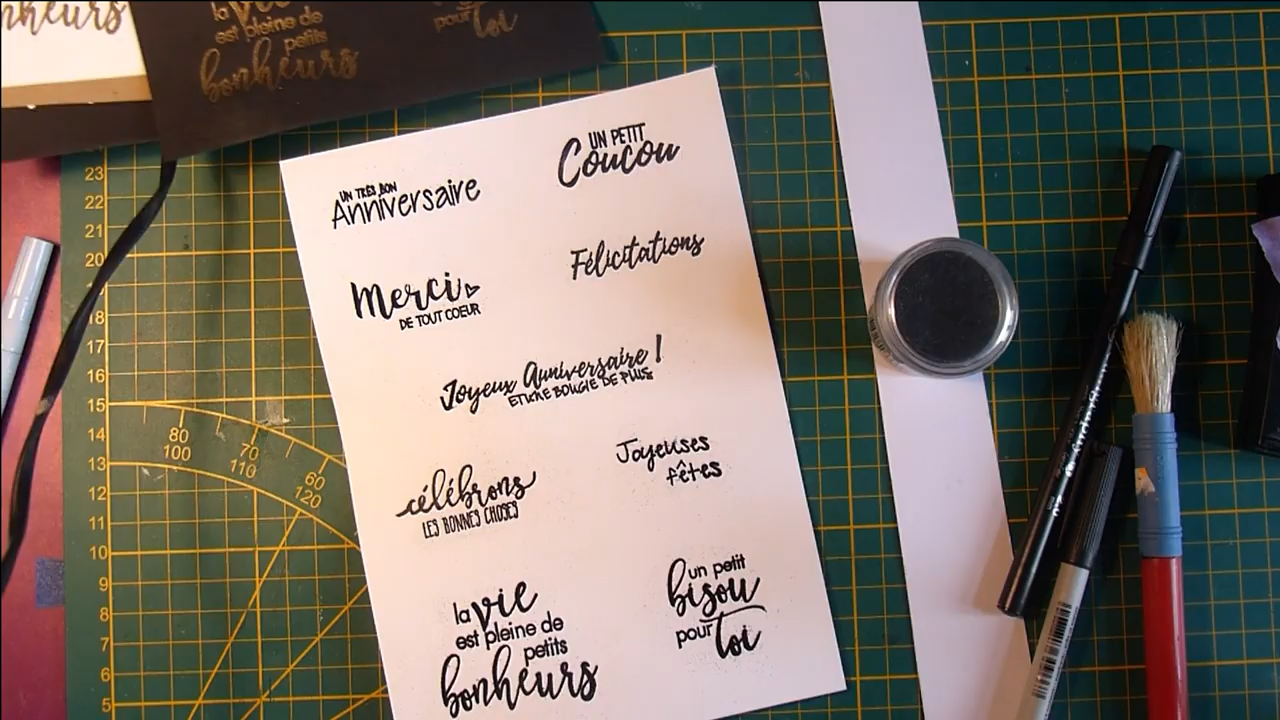 nheurs
la vie
est pleine de
petits
bonheurs
pour toi
UN TRÈS BON
Anniversaire
UN PETIT
Coucou
Merci
DE TOUT COEUR
Félicitations
Joyeux Anniversaire !
ET UNE BOUGIE DE PLUS
célébrons
LES BONNES CHOSES
Joyeuses
fêtes
la vie
est pleine de
petits
bonheurs
un petit
bisou
pour toi
23
22
21
20
18
17
16
15
14
13
12
11
10
9
8
7
6
5
80
100
70
110
60
120